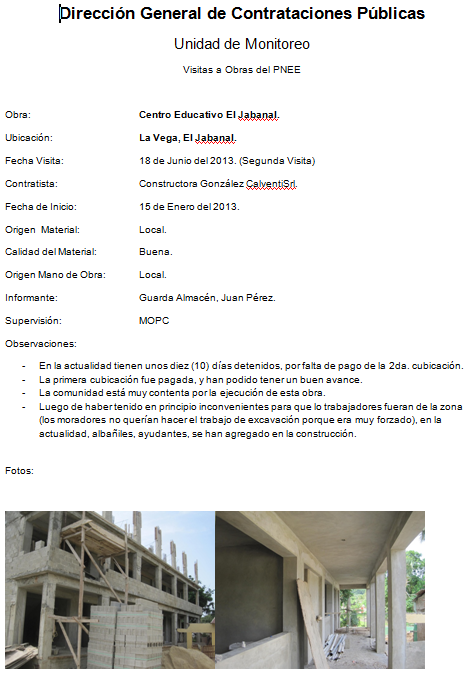 Dirección General de Contrataciones Públicas
Unidad de Monitoreo
Visitas a Obras del PNEE
Obra: Centro Educativo El Jabanal.
Ubicación: La Vega, El Jabanal.
Fecha Visita: 18 de Junio del 2013. (Segunda Visita)
Contratista: Constructora González CalventiSrl.
Fecha de Inicio: 15 de Enero del 2013.
Origen Material: Local.
Calidad del Material: Buena.
Origen Mano de Obra: Local.
Informante: Guarda Almacén, Juan Pérez.
Supervisión: MOPC
Observaciones:
- En la actualidad tienen unos diez (10) días detenidos, por falta de pago de la 2da. cubicación.
- La primera cubicación fue pagada, y han podido tener un buen avance.
- La comunidad está muy contenta por la ejecución de esta obra.
- Luego de haber tenido en principio inconvenientes para que lo trabajadores fueran de la zona
(los moradores no querían hacer el trabajo de excavación porque era muy forzado), en la
actualidad, albañiles, ayudantes, se han agregado en la construcción.
Fotos: